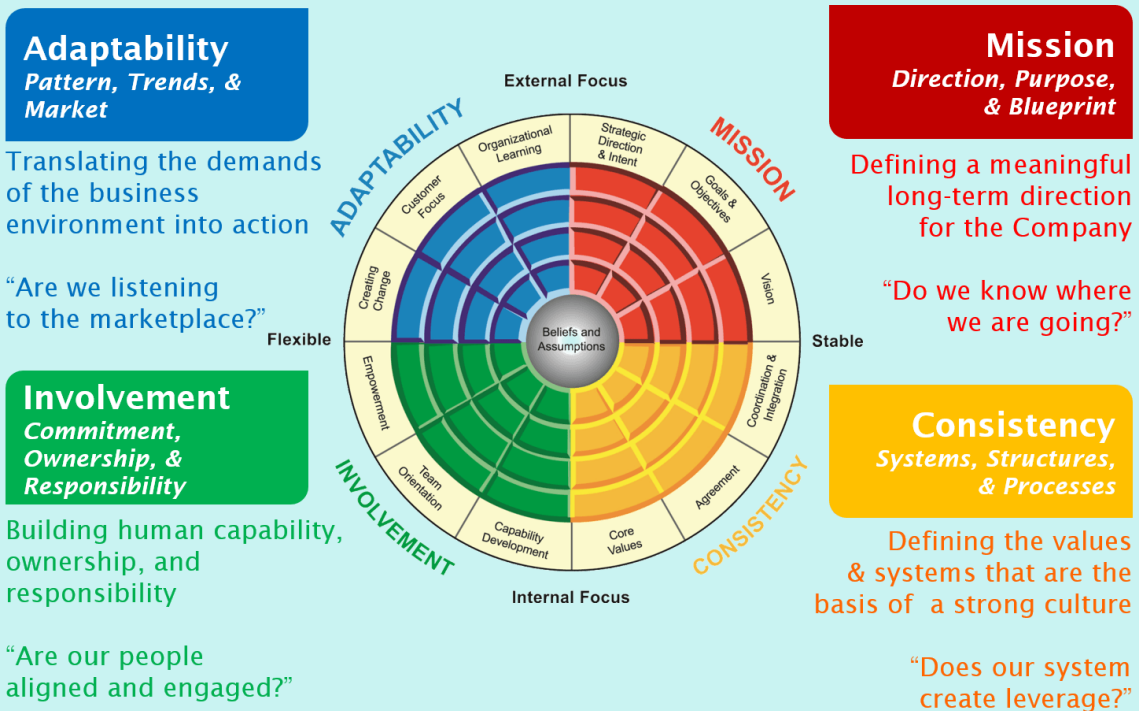 Adaptability
Pattern, Trends, &
Market
Translating the demands
of the business
environment into action
“Are we listening
to the marketplace?”
Mission
Direction, Purpose,
& Blueprint
Defining a meaningful
long-term direction
for the Company
“Do we know where
we are going?”
External Focus
ADAPTABILITY
MISSION
Organizational
Learning
Strategic
Direction
& Intent
Customer
Focus
Goals &
Objectives
Creating
Change
Vision
Flexible
Beliefs and
Assumptions
Stable
Empowerment
Coordination &
Integration
Team
Orientation
Agreement
Capability
Development
Core
Values
INVOLVEMENT
CONSISTENCY
Internal Focus
Involvement
Commitment,
Ownership, &
Responsibility
Building human capability,
ownership, and
responsibility
“Are our people
aligned and engaged?”
Consistency
Systems, Structures,
& Processes
Defining the values
& systems that are the
basis of  a strong culture
“Does our system
create leverage?”